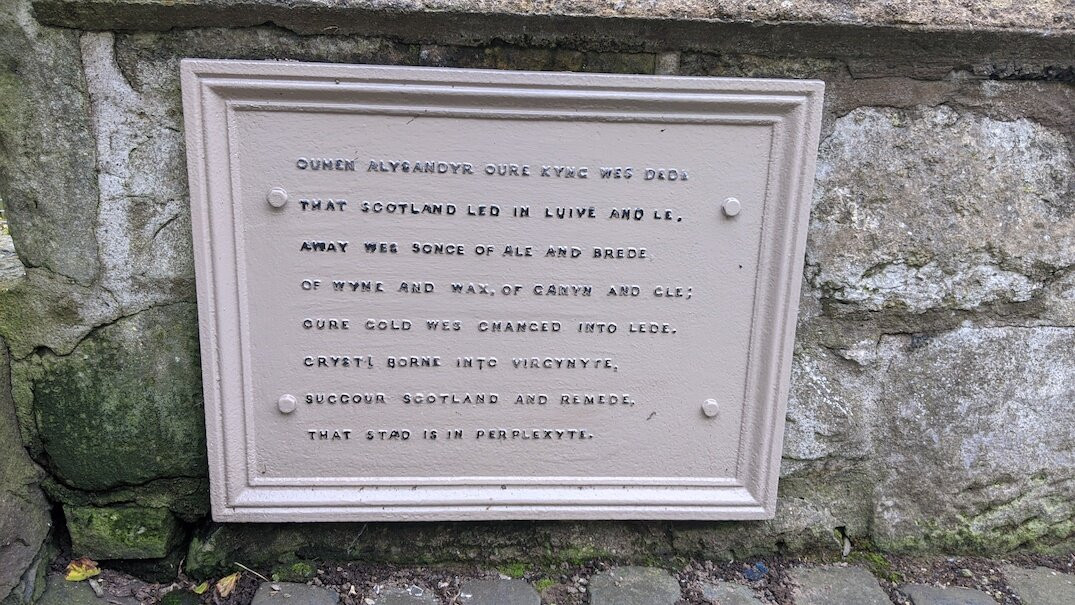 QUHEN ALYSANDYR OURE KYNG WES DEDE
THAT SCOTLAND LED IN LUIVE AND LE,
AWAY WES SONCE OF ALE AND BREDE,
OF WYNE AND WAX, OF GAMYN AND GLE;
OURE GOLD WES CHANGED INTO LEDE,
CRYST! BORNE INTO VIRGYNYTE,
SUCCOUR SCOTLAND AND REMEDE,
THAT STAD IS IN PERPLEXYTE.